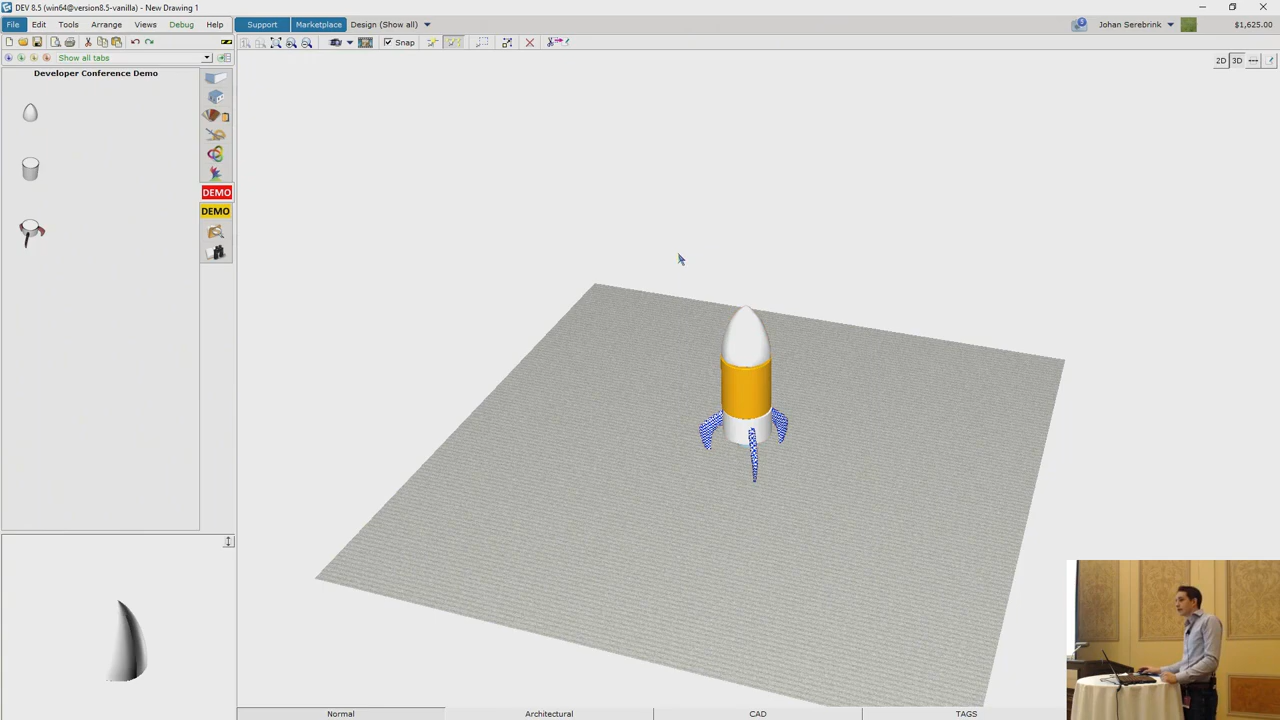 DEV 8.5 (win64@version8.5-vanilla) - New Drawing 1
File Edit Tools Arrange Views Debug Help Support Marketplace Design (Show all) 5 Johan Serebrink $1,625.00
Snap
Show all tabs
2D 3D
Developer Conference Demo
DEMO
DEMO
Normal Architectural CAD TAGS